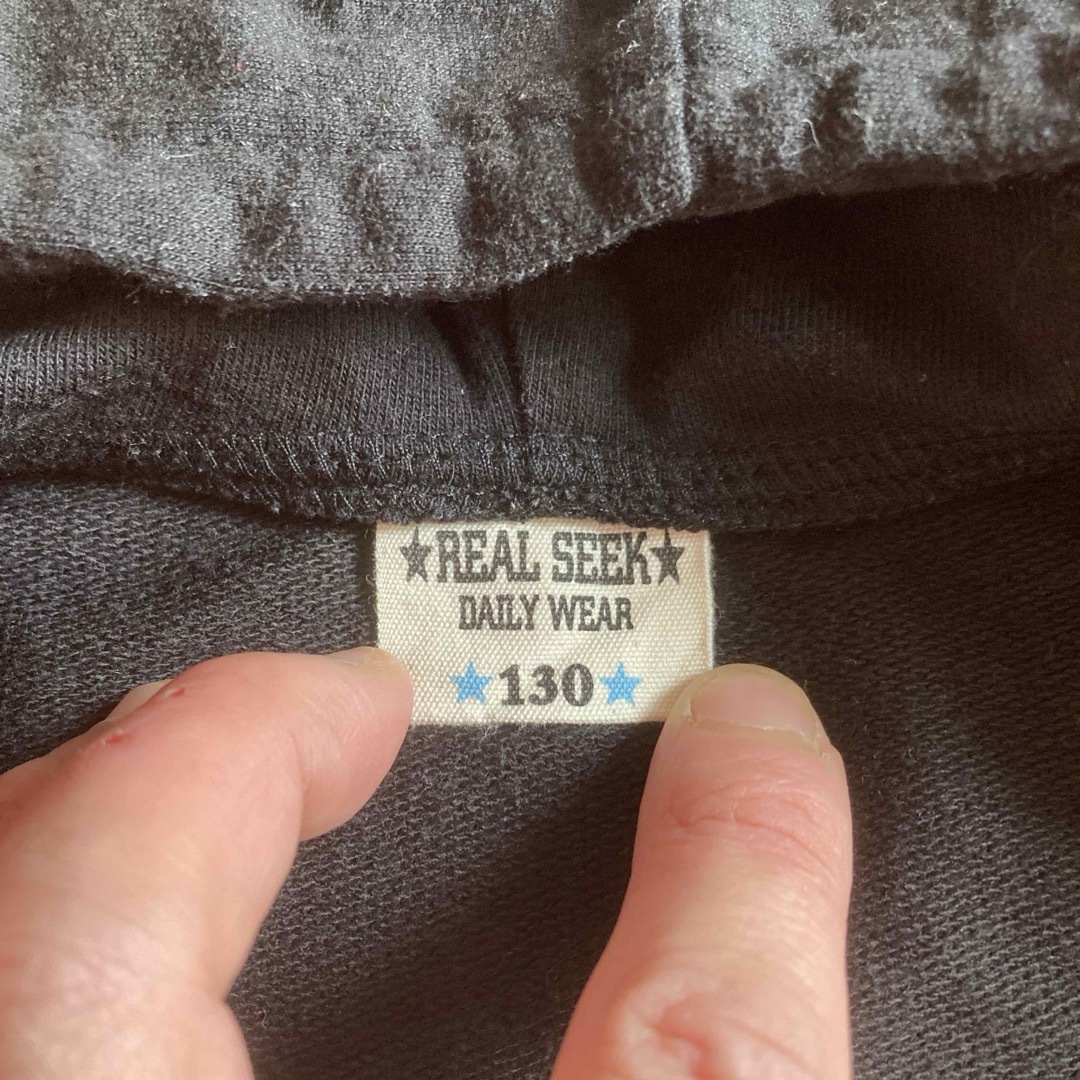 ★REAL SEEK★
DAILY WEAR
★130★